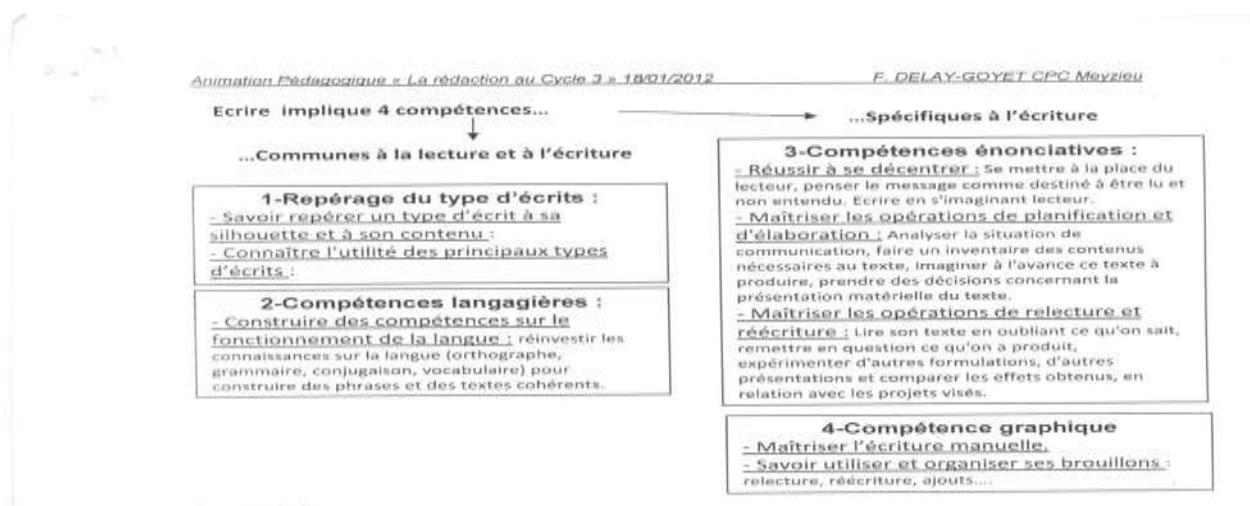 Animation Pédagogique « La rédaction au Cycle 3 » 18/01/2012 F. DELAY-GOYET CPC Meyzieu
Ecrire implique 4 compétences...
...Communes à la lecture et à l'écriture
1-Repérage du type d'écrits :
- Savoir repérer un type d'écrit à sa
silhouette et à son contenu :
- Connaître l'utilité des principaux types
d'écrits :
2-Compétences langagières :
- Construire des compétences sur le
fonctionnement de la langue : réinvestir les
connaissances sur la langue (orthographe,
grammaire, conjugaison, vocabulaire) pour
construire des phrases et des textes cohérents.
...Spécifiques à l'écriture
3-Compétences énonciatives :
- Réussir à se décentrer : Se mettre à la place du
lecteur, penser le message comme destiné à être lu et
non entendu. Ecrire en s'imaginant lecteur.
- Maîtriser les opérations de planification et
d'élaboration : Analyser la situation de
communication, faire un inventaire des contenus
nécessaires au texte, imaginer à l'avance ce texte à
produire, prendre des décisions concernant la
présentation matérielle du texte.
- Maîtriser les opérations de relecture et
réécriture : Lire son texte en oubliant ce qu'on sait,
remettre en question ce qu'on a produit,
expérimenter d'autres formulations, d'autres
présentations et comparer les effets obtenus, en
relation avec les projets visés.
4-Compétence graphique
- Maîtriser l'écriture manuelle.
- Savoir utiliser et organiser ses brouillons :
relecture, réécriture, ajouts....